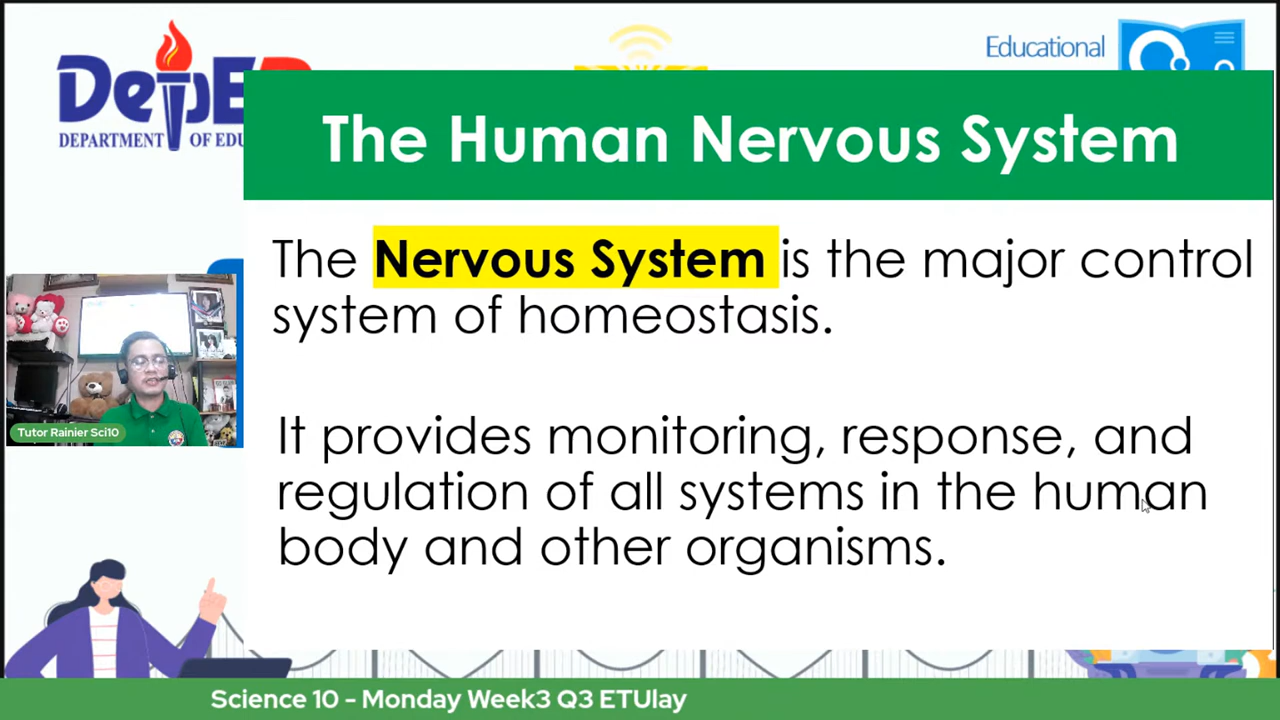 DepE
DEPARTMENT OF EDU
Educational
The Human Nervous System
The Nervous System is the major control
system of homeostasis.
It provides monitoring, response, and
regulation of all systems in the human
body and other organisms.
Tutor Rainier Sci10
Science 10 - Monday Week3 Q3 ETUlay